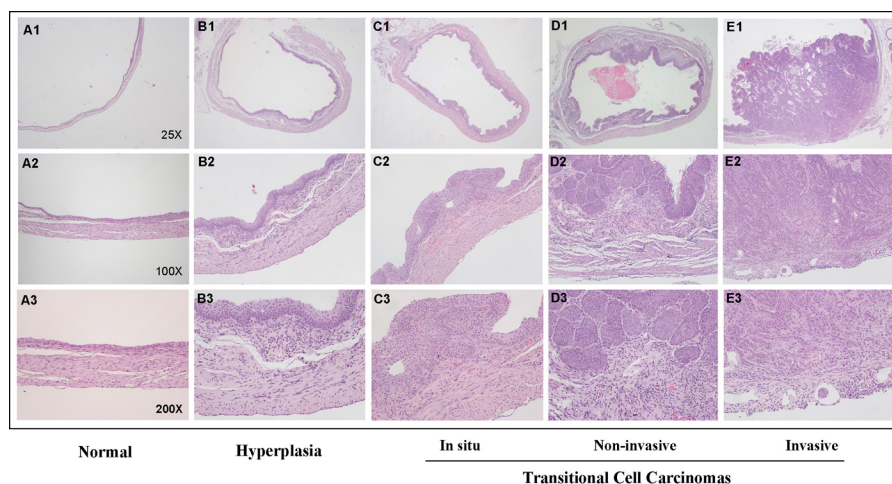 A1 B1 C1 D1 E1
25X
A2 B2 C2 D2 E2
100X
A3 B3 C3 D3 E3
200X
Normal Hyperplasia In situ Non-invasive Invasive
Transitional Cell Carcinomas